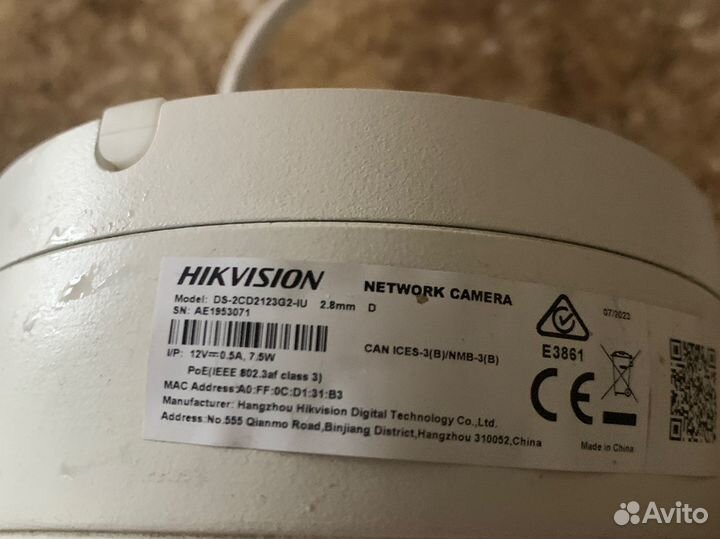 HIKVISION
NETWORK CAMERA
Model: DS-2CD2123G2-IU 2.8mm D
SN: AE1953071
I/P: 12V⎓0.5A, 7.5W
PoE(IEEE 802.3af class 3)
CAN ICES-3(B)/NMB-3(B)
MAC Address:A0:FF:0C:D1:31:B3
Manufacturer: Hangzhou Hikvision Digital Technology Co.,Ltd.
Address:No.555 Qianmo Road,Binjiang District,Hangzhou 310052,China
E3861
CE
07/2023
Made in China
Avito